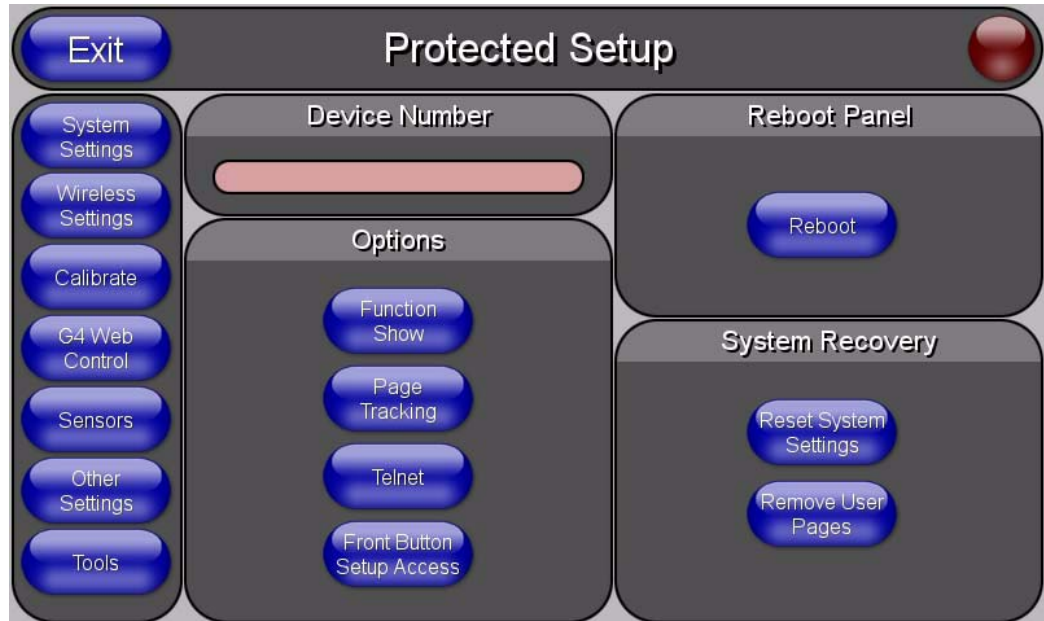 Exit
Protected Setup
System
Settings
Wireless
Settings
Calibrate
G4 Web
Control
Sensors
Other
Settings
Tools
Device Number
Options
Function
Show
Page
Tracking
Telnet
Front Button
Setup Access
Reboot Panel
Reboot
System Recovery
Reset System
Settings
Remove User
Pages